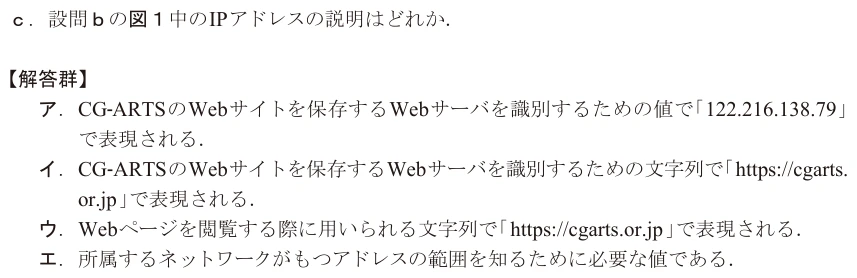 c．設問bの図1中のIPアドレスの説明はどれか．
【解答群】
ア．CG-ARTSのWebサイトを保存するWebサーバを識別するための値で「122.216.138.79」
で表現される．
イ．CG-ARTSのWebサイトを保存するWebサーバを識別するための文字列で「https://cgarts.
or.jp」で表現される．
ウ．Webページを閲覧する際に用いられる文字列で「https://cgarts.or.jp」で表現される．
エ．所属するネットワークがもつアドレスの範囲を知るために必要な値である．